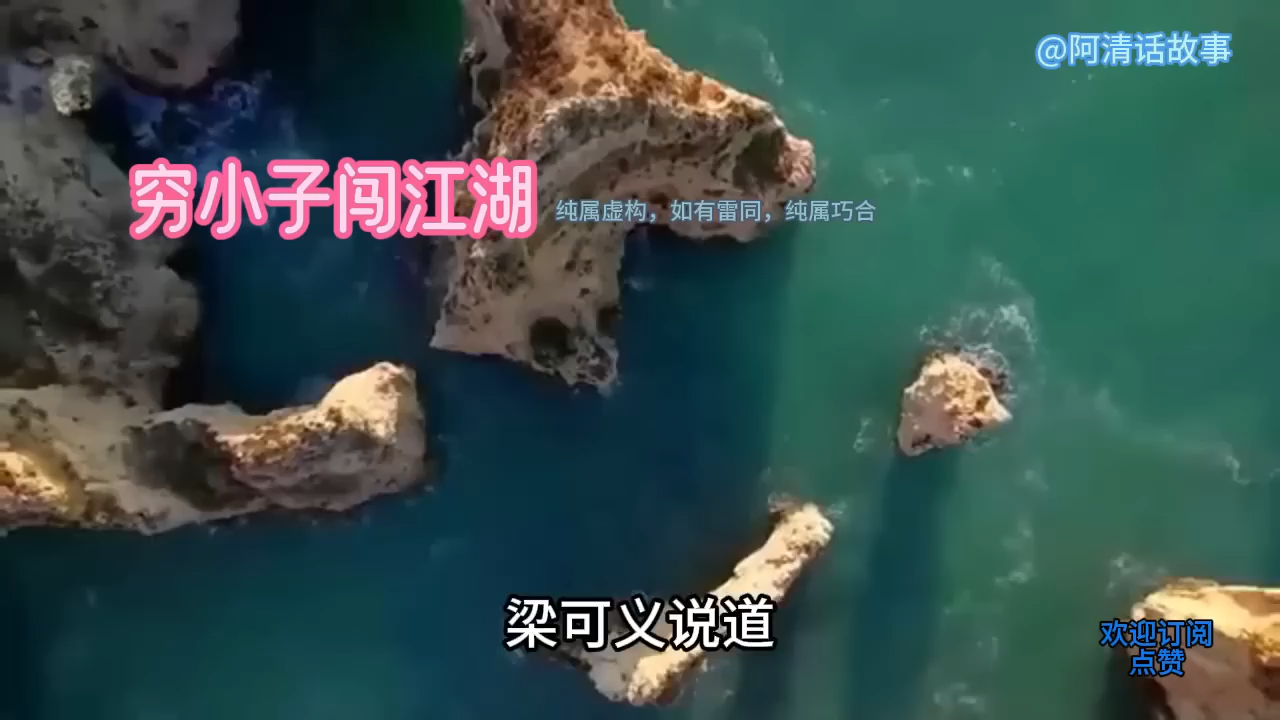 @阿清话故事
穷小子闯江湖
纯属虚构，如有雷同，纯属巧合
梁可义说道
欢迎订阅
点赞